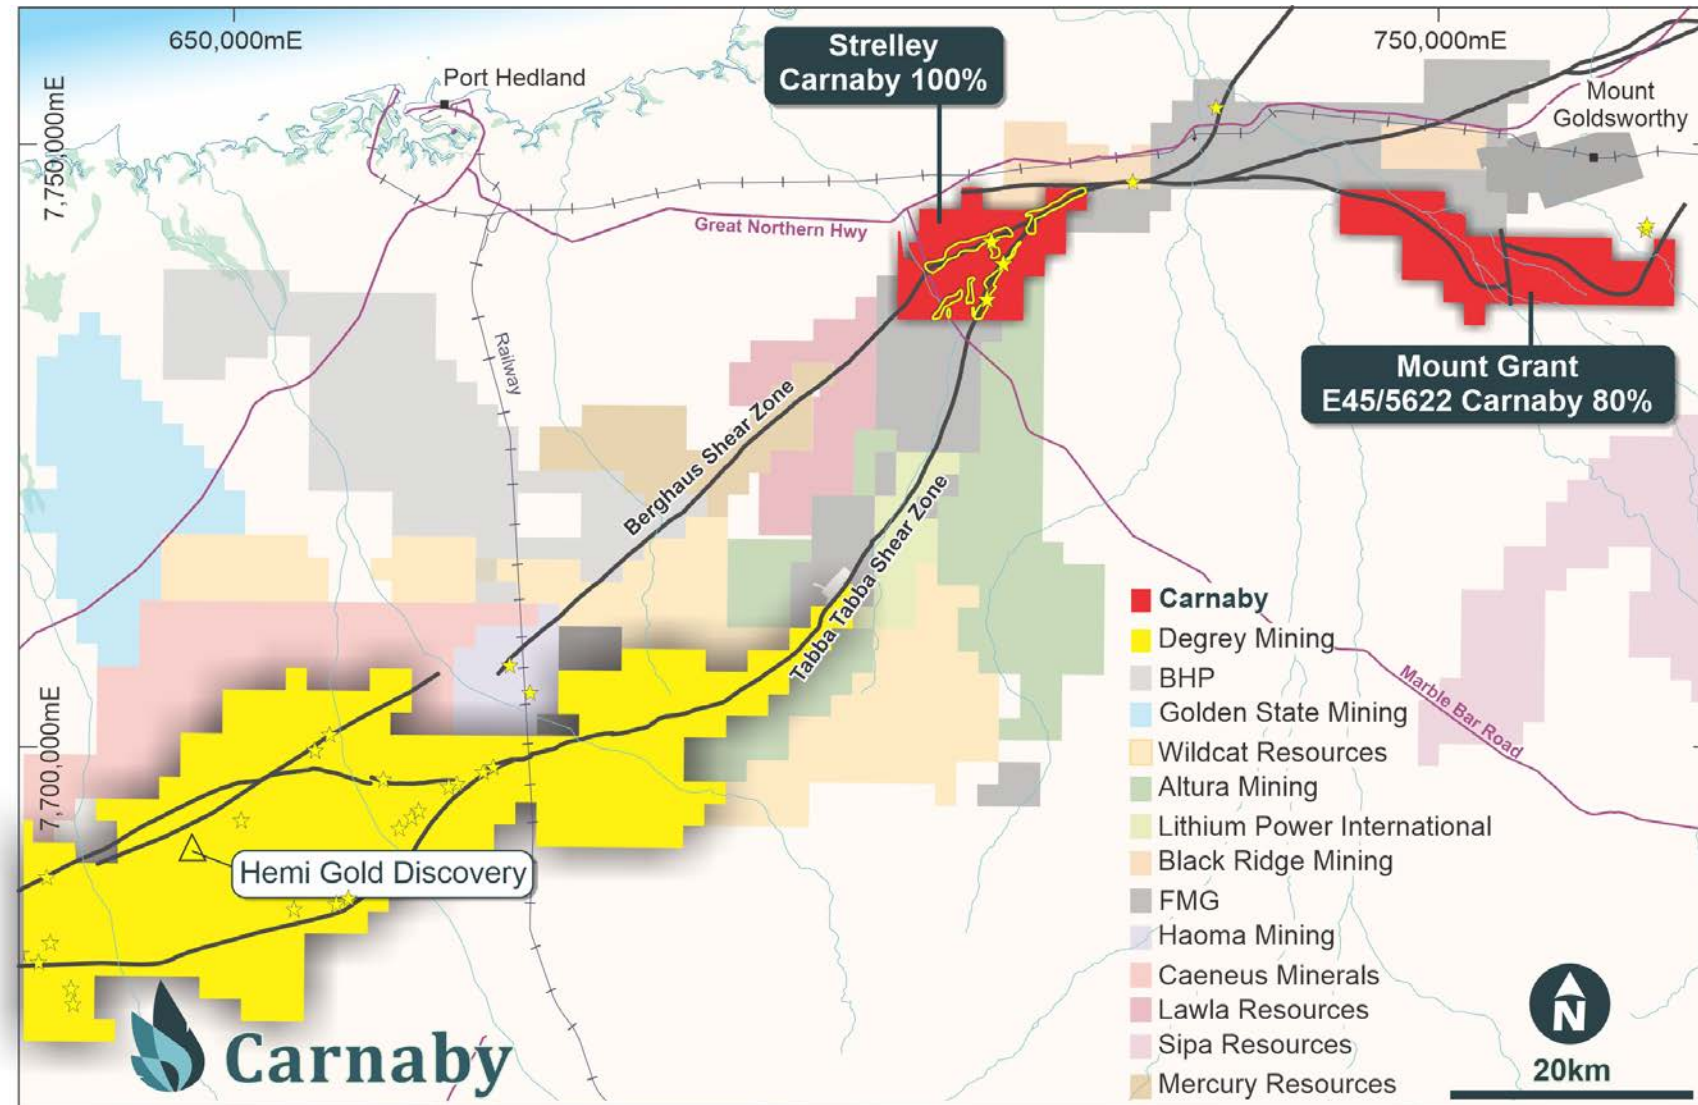 650,000mE
750,000mE
7,750,000mE
7,700,000mE
Port Hedland
Strelley
Carnaby 100%
Mount
Goldsworthy
Great Northern Hwy
Railway
Mount Grant
E45/5622 Carnaby 80%
Berghaus Shear Zone
Tabba Tabba Shear Zone
Marble Bar Road
Hemi Gold Discovery
Carnaby
Degrey Mining
BHP
Golden State Mining
Wildcat Resources
Altura Mining
Lithium Power International
Black Ridge Mining
FMG
Haoma Mining
Caeneus Minerals
Lawla Resources
Sipa Resources
Mercury Resources
N
20km
Carnaby